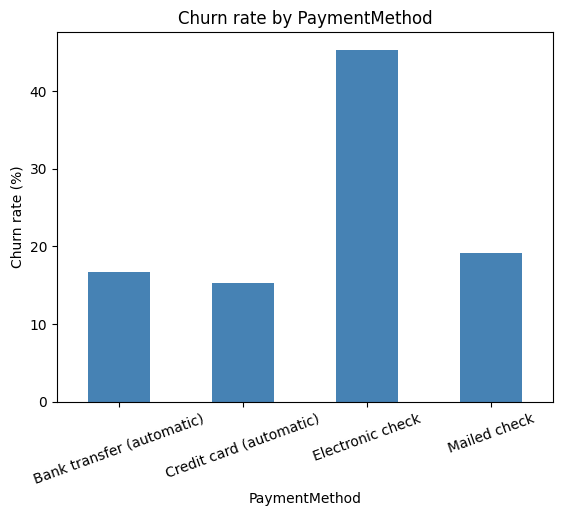 Churn rate by PaymentMethod
Churn rate (%)
40
30
20
10
0
Bank transfer (automatic)
Credit card (automatic)
Electronic check
Mailed check
PaymentMethod